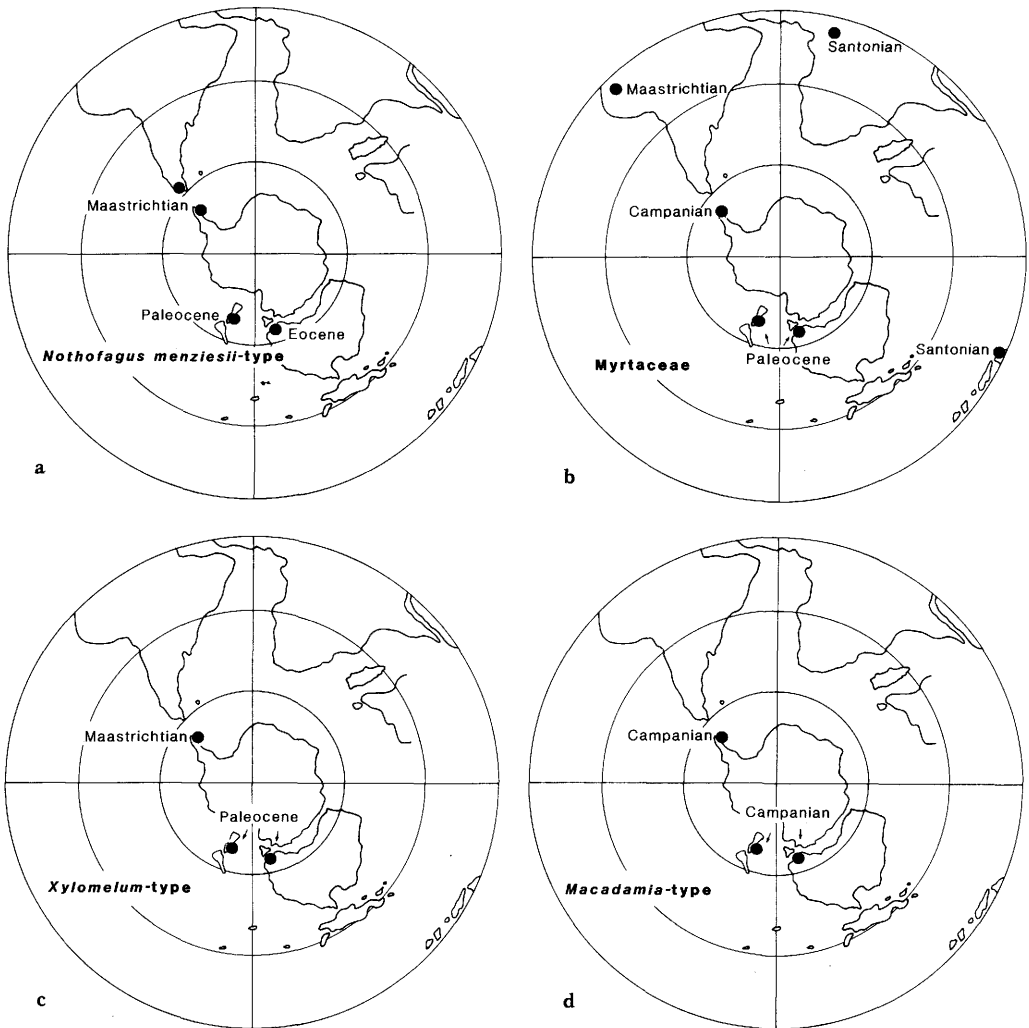 Maastrichtian
Paleocene
Eocene
Nothofagus menziesii-type
a
Santonian
Maastrichtian
Campanian
Paleocene
Santonian
Myrtaceae
b
Maastrichtian
Paleocene
Xylomelum-type
c
Campanian
Campanian
Macadamia-type
d